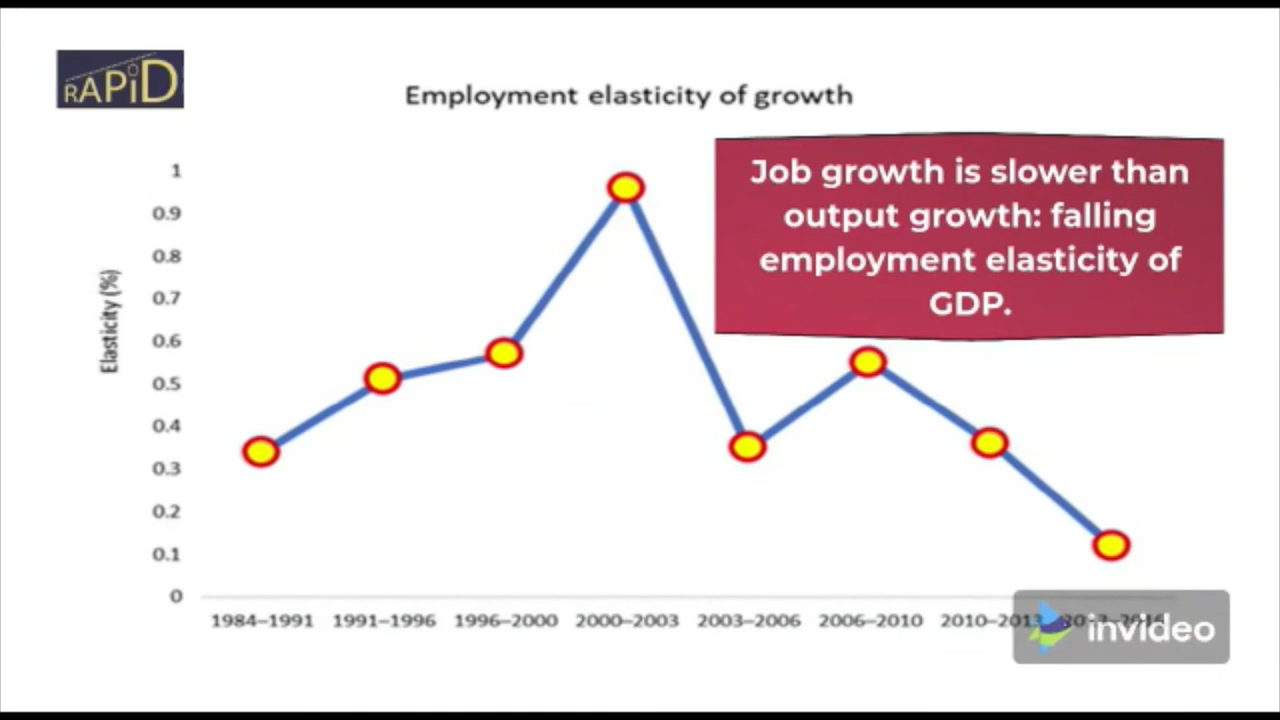 RAPID
Employment elasticity of growth
Job growth is slower than
output growth: falling
employment elasticity of
GDP.
Elasticity (%)
1
0.9
0.8
0.7
0.6
0.5
0.4
0.3
0.2
0.1
0
1984–1991 1991–1996 1996–2000 2000–2003 2003–2006 2006–2010 2010–2013
invideo